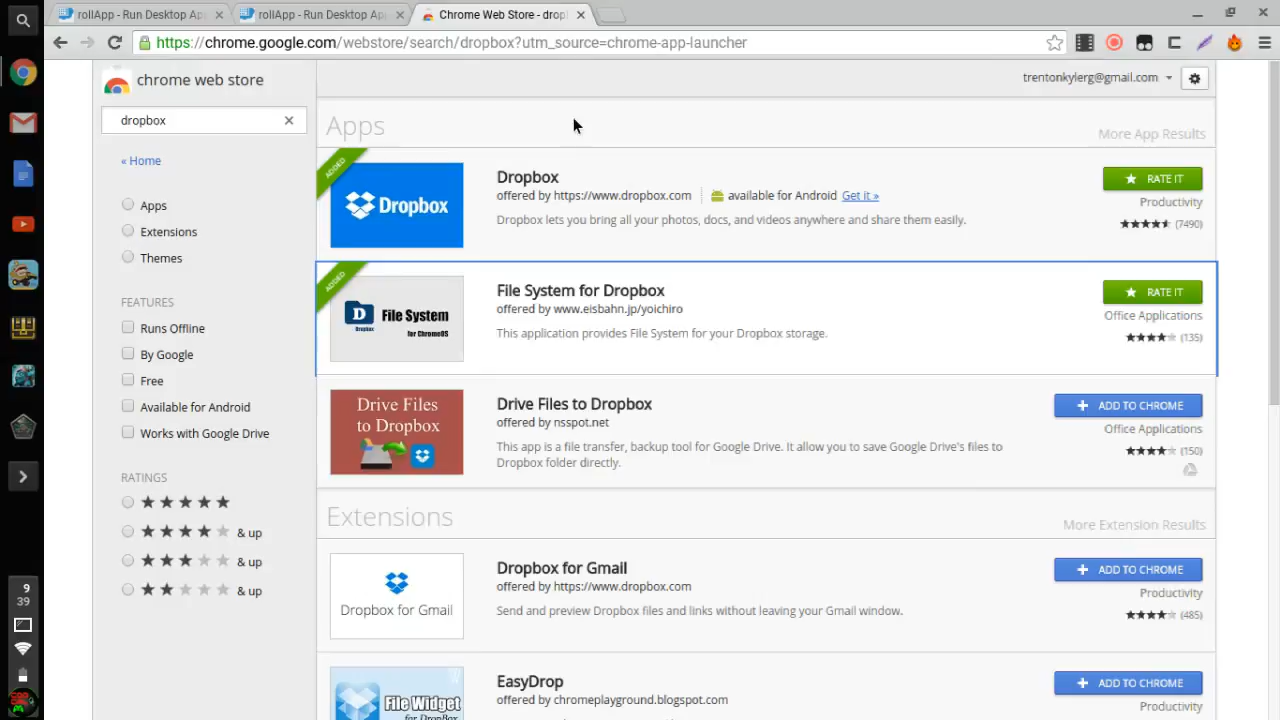 rollApp - Run Desktop Ap
rollApp - Run Desktop Ap
Chrome Web Store - drop
https://chrome.google.com/webstore/search/dropbox?utm_source=chrome-app-launcher
chrome web store
trentonkylerg@gmail.com
dropbox
« Home
Apps
Extensions
Themes
FEATURES
Runs Offline
By Google
Free
Available for Android
Works with Google Drive
RATINGS
& up
& up
& up
9
39
Apps
More App Results
ADDED
Dropbox
Dropbox
offered by https://www.dropbox.com
available for Android Get it »
Dropbox lets you bring all your photos, docs, and videos anywhere and share them easily.
RATE IT
Productivity
(7490)
ADDED
Dropbox
File System
for ChromeOS
File System for Dropbox
offered by www.eisbahn.jp/yoichiro
This application provides File System for your Dropbox storage.
RATE IT
Office Applications
(135)
Drive Files
to Dropbox
Drive Files to Dropbox
offered by nsspot.net
This app is a file transfer, backup tool for Google Drive. It allow you to save Google Drive's files to
Dropbox folder directly.
ADD TO CHROME
Office Applications
(150)
Extensions
More Extension Results
Dropbox for Gmail
Dropbox for Gmail
offered by https://www.dropbox.com
Send and preview Dropbox files and links without leaving your Gmail window.
ADD TO CHROME
Productivity
(485)
File Widget
for DropBox
EasyDrop
offered by chromeplayground.blogspot.com
ADD TO CHROME
Productivity